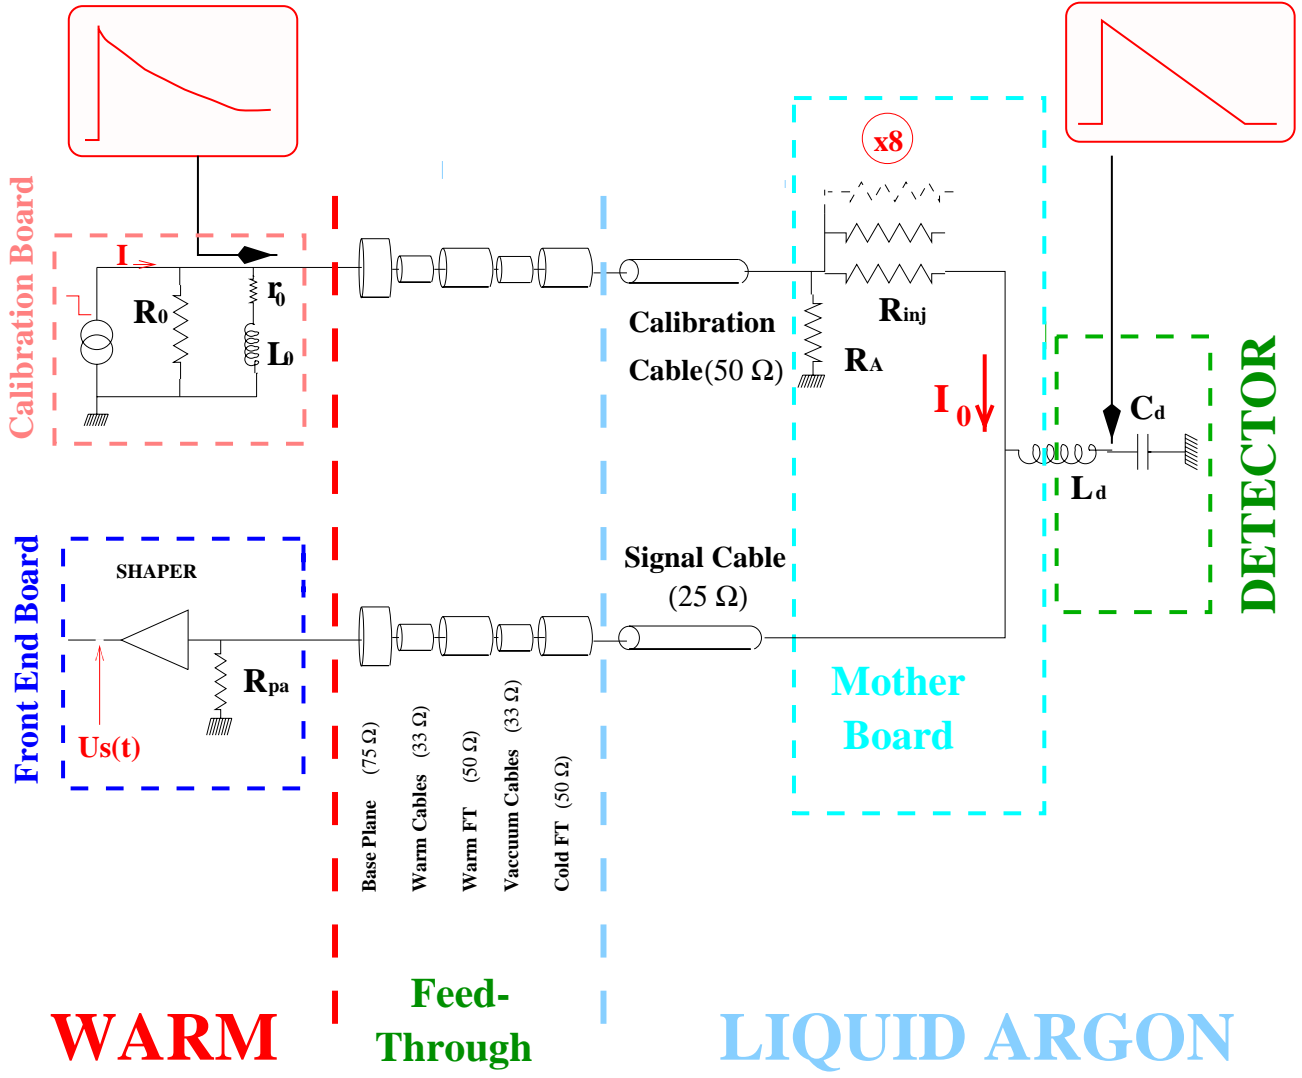 x8
Calibration Board
I
R0
r0
L0
Calibration
Cable(50 Ω)
Rinj
RA
I0
Cd
Ld
DETECTOR
Front End Board
SHAPER
Rpa
Us(t)
Signal Cable
(25 Ω)
Mother
Board
Base Plane (75 Ω)
Warm Cables (33 Ω)
Warm FT (50 Ω)
Vaccuum Cables (33 Ω)
Cold FT (50 Ω)
WARM
Feed-
Through
LIQUID ARGON